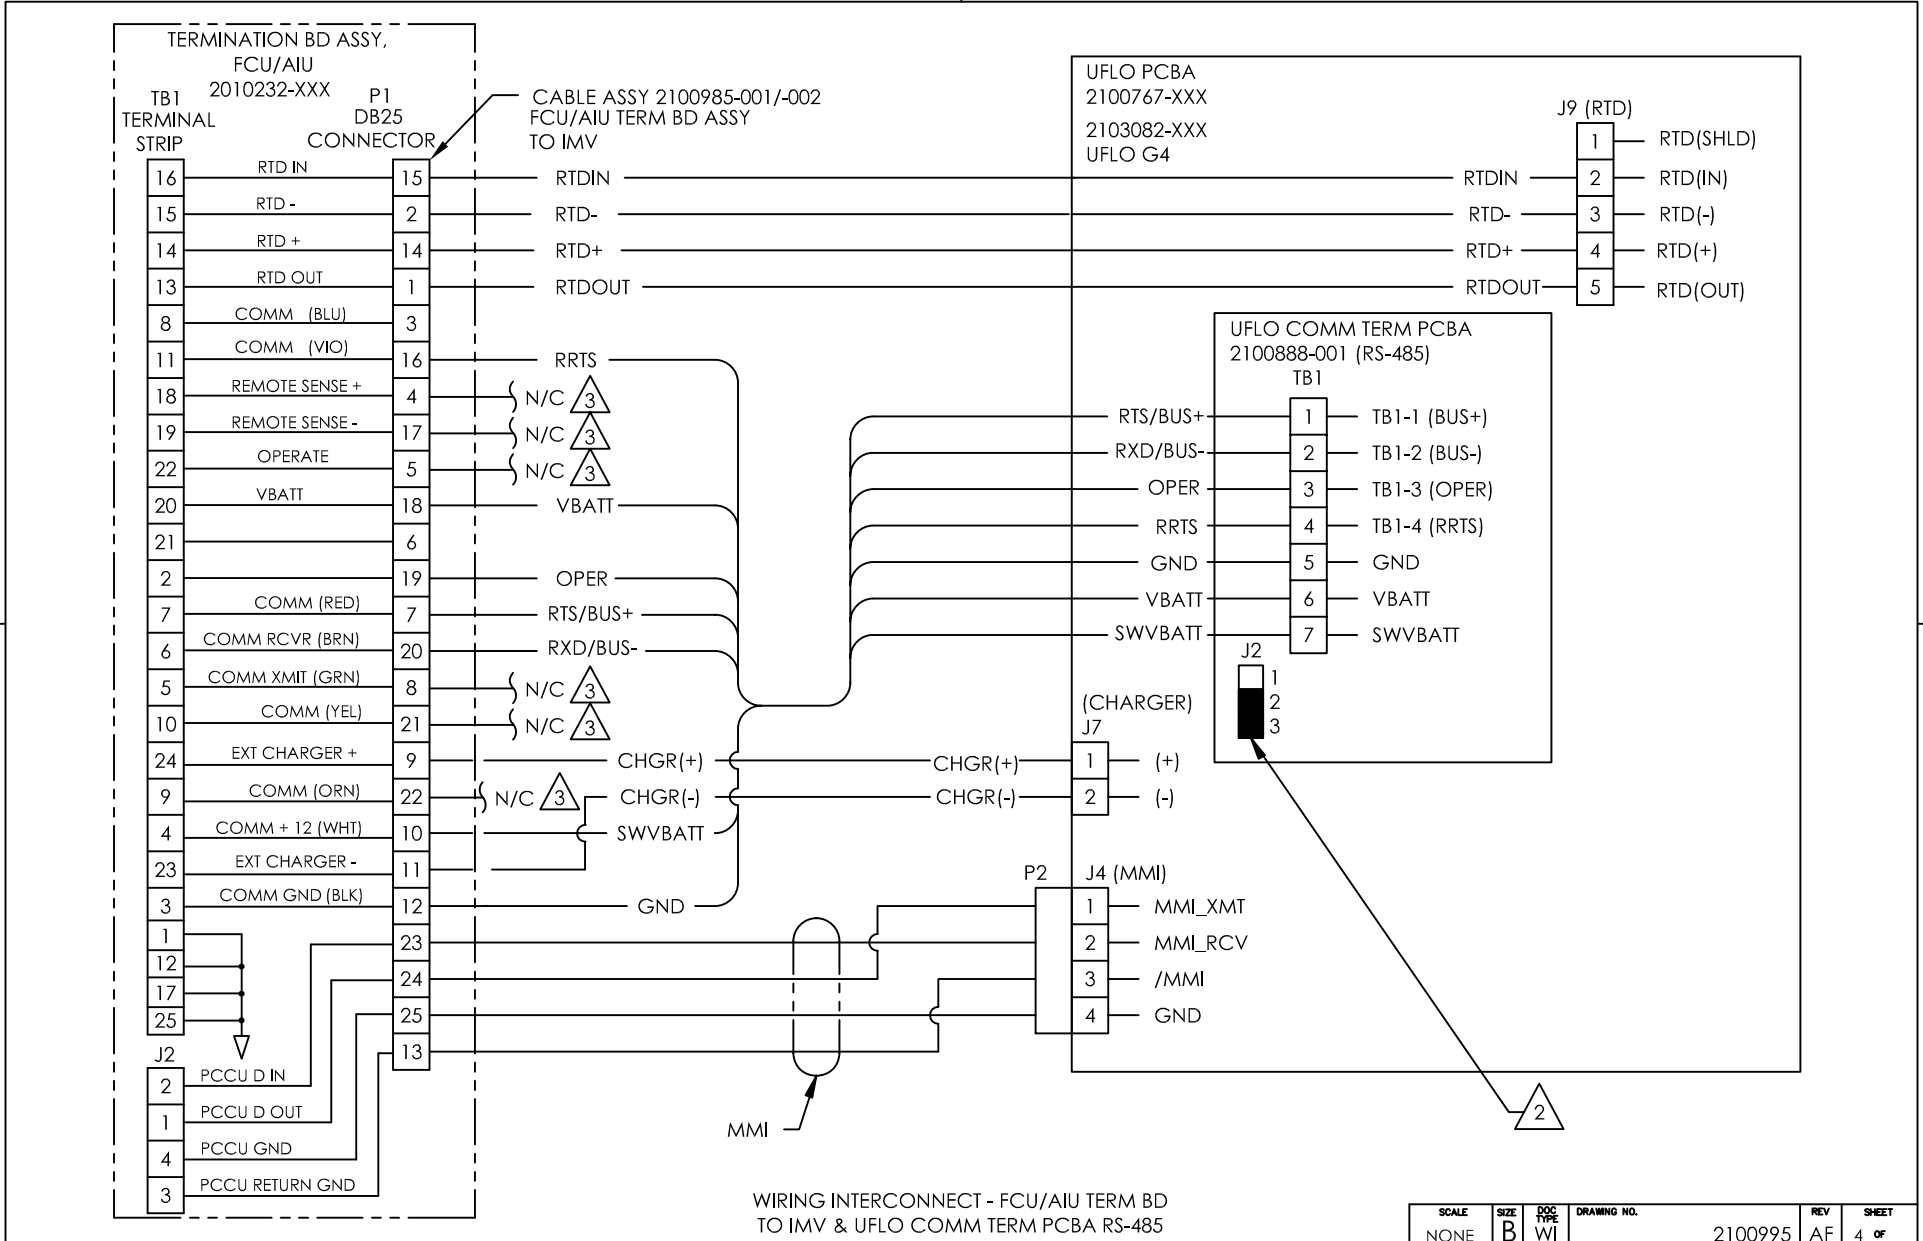 TERMINATION BD ASSY,
FCU/AIU
2010232-XXX
TB1
TERMINAL
STRIP
P1
DB25
CONNECTOR
CABLE ASSY 2100985-001/-002
FCU/AIU TERM BD ASSY
TO IMV
UFLO PCBA
2100767-XXX
2103082-XXX
UFLO G4
J9 (RTD)
1 RTD(SHLD)
16 RTD IN 15 RTDIN RTDIN 2 RTD(IN)
15 RTD - 2 RTD- RTD- 3 RTD(-)
14 RTD + 14 RTD+ RTD+ 4 RTD(+)
13 RTD OUT 1 RTDOUT RTDOUT 5 RTD(OUT)
8 COMM (BLU) 3
11 COMM (VIO) 16 RRTS
18 REMOTE SENSE + 4 N/C 3
19 REMOTE SENSE - 17 N/C 3
22 OPERATE 5 N/C 3
20 VBATT 18 VBATT
21 6
2 19 OPER
7 COMM (RED) 7 RTS/BUS+
6 COMM RCVR (BRN) 20 RXD/BUS-
5 COMM XMIT (GRN) 8 N/C 3
10 COMM (YEL) 21 N/C 3
24 EXT CHARGER + 9 CHGR(+)
9 COMM (ORN) 22 N/C 3 CHGR(-)
4 COMM + 12 (WHT) 10 SWVBATT
23 EXT CHARGER - 11
3 COMM GND (BLK) 12 GND
1 23
12 24
17 25
25 13
J2
2 PCCU D IN
1 PCCU D OUT
4 PCCU GND
3 PCCU RETURN GND
UFLO COMM TERM PCBA
2100888-001 (RS-485)
TB1
RTS/BUS+ 1 TB1-1 (BUS+)
RXD/BUS- 2 TB1-2 (BUS-)
OPER 3 TB1-3 (OPER)
RRTS 4 TB1-4 (RRTS)
GND 5 GND
VBATT 6 VBATT
SWVBATT 7 SWVBATT
J2
1
2
3
(CHARGER)
J7
CHGR(+) 1 (+)
CHGR(-) 2 (-)
P2 J4 (MMI)
1 MMI_XMT
2 MMI_RCV
3 /MMI
4 GND
2
MMI
WIRING INTERCONNECT - FCU/AIU TERM BD
TO IMV & UFLO COMM TERM PCBA RS-485
SCALE SIZE DOC TYPE DRAWING NO. REV SHEET
NONE B WI 2100995 AF 4 OF